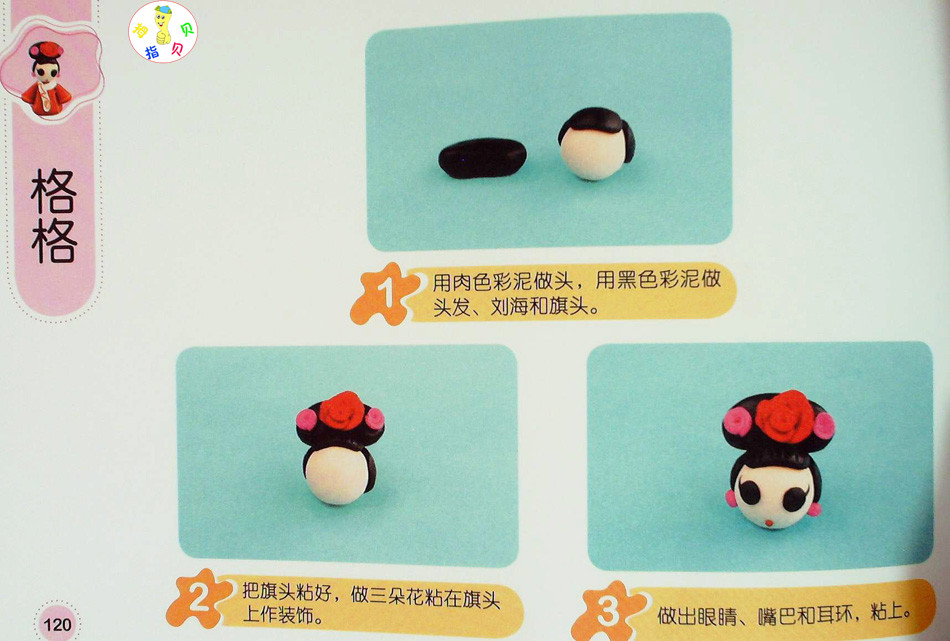 指贝贝
格格
1
用肉色彩泥做头，用黑色彩泥做
头发、刘海和旗头。
2
把旗头粘好，做三朵花粘在旗头
上作装饰。
3
做出眼睛、嘴巴和耳环，粘上。
120